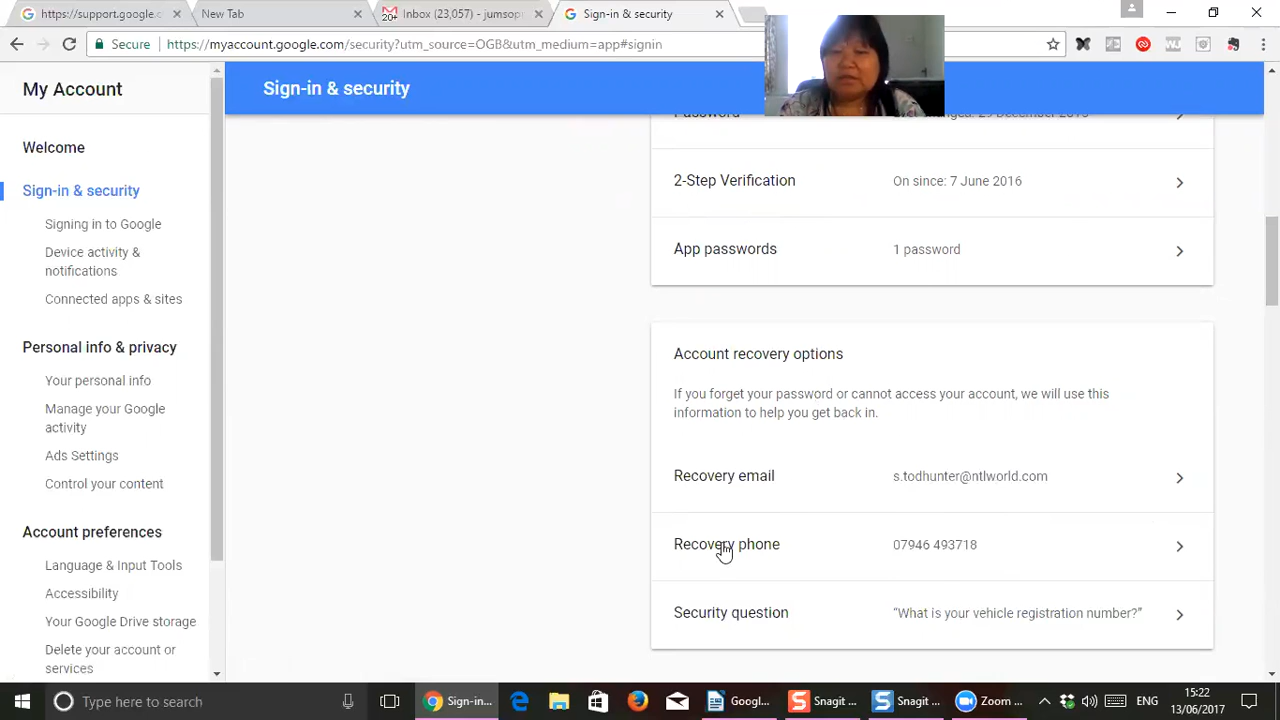 https://support.google.c
New Tab
Inbox (23,057) - jumsop
Sign-in & security
Secure
https://myaccount.google.com/security?utm_source=OGB&utm_medium=app#signin
My Account
Sign-in & security
Welcome
Sign-in & security
Signing in to Google
Device activity &
notifications
Connected apps & sites
Personal info & privacy
Your personal info
Manage your Google
activity
Ads Settings
Control your content
Account preferences
Language & Input Tools
Accessibility
Your Google Drive storage
Delete your account or
services
Password
2-Step Verification
On since: 7 June 2016
App passwords
1 password
Account recovery options
If you forget your password or cannot access your account, we will use this
information to help you get back in.
Recovery email
s.todhunter@ntlworld.com
Recovery phone
07946 493718
Security question
“What is your vehicle registration number?”
Type here to search
Sign-in...
Googl...
Snagit ...
Snagit ...
Zoom ...
ENG
15:22
13/06/2017